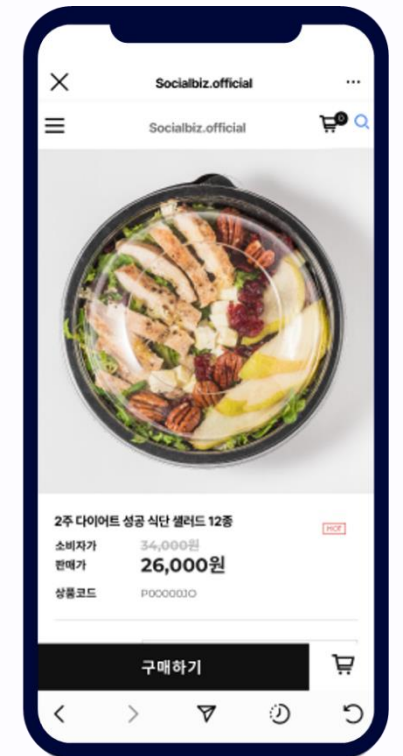 Socialbiz.official
Socialbiz.official
0
2주 다이어트 성공 식단 샐러드 12종
HOT
소비자가 34,000원
판매가 26,000원
상품코드 P00000JO
구매하기